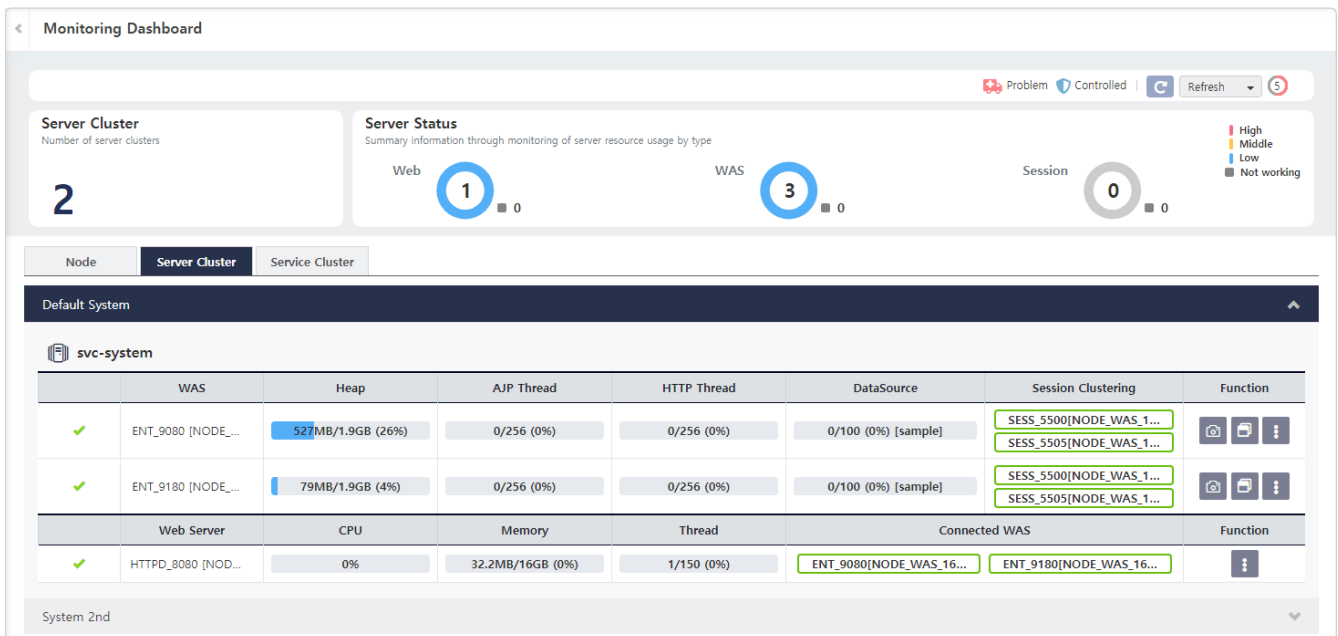 Monitoring Dashboard
Problem Controlled Refresh 5
Server Cluster
Number of server clusters
2
Server Status
Summary information through monitoring of server resource usage by type
Web 1 0
WAS 3 0
Session 0 0
High
Middle
Low
Not working
Node Server Cluster Service Cluster
Default System
svc-system
WAS Heap AJP Thread HTTP Thread DataSource Session Clustering Function
ENT_9080 [NODE_... 527MB/1.9GB (26%) 0/256 (0%) 0/256 (0%) 0/100 (0%) [sample] SESS_5500[NODE_WAS_1...
SESS_5505[NODE_WAS_1...
ENT_9180 [NODE_... 79MB/1.9GB (4%) 0/256 (0%) 0/256 (0%) 0/100 (0%) [sample] SESS_5500[NODE_WAS_1...
SESS_5505[NODE_WAS_1...
Web Server CPU Memory Thread Connected WAS Function
HTTPD_8080 [NOD... 0% 32.2MB/16GB (0%) 1/150 (0%) ENT_9080[NODE_WAS_16... ENT_9180[NODE_WAS_16...
System 2nd